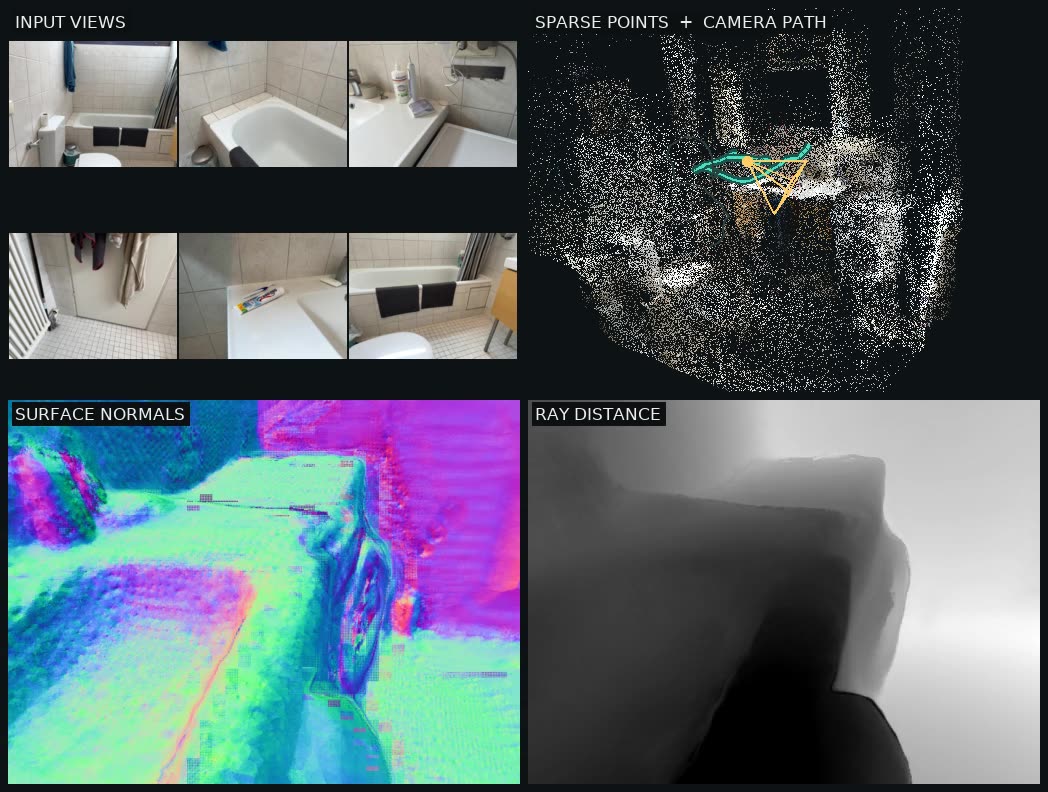 INPUT VIEWS
SPARSE POINTS + CAMERA PATH
SURFACE NORMALS
RAY DISTANCE